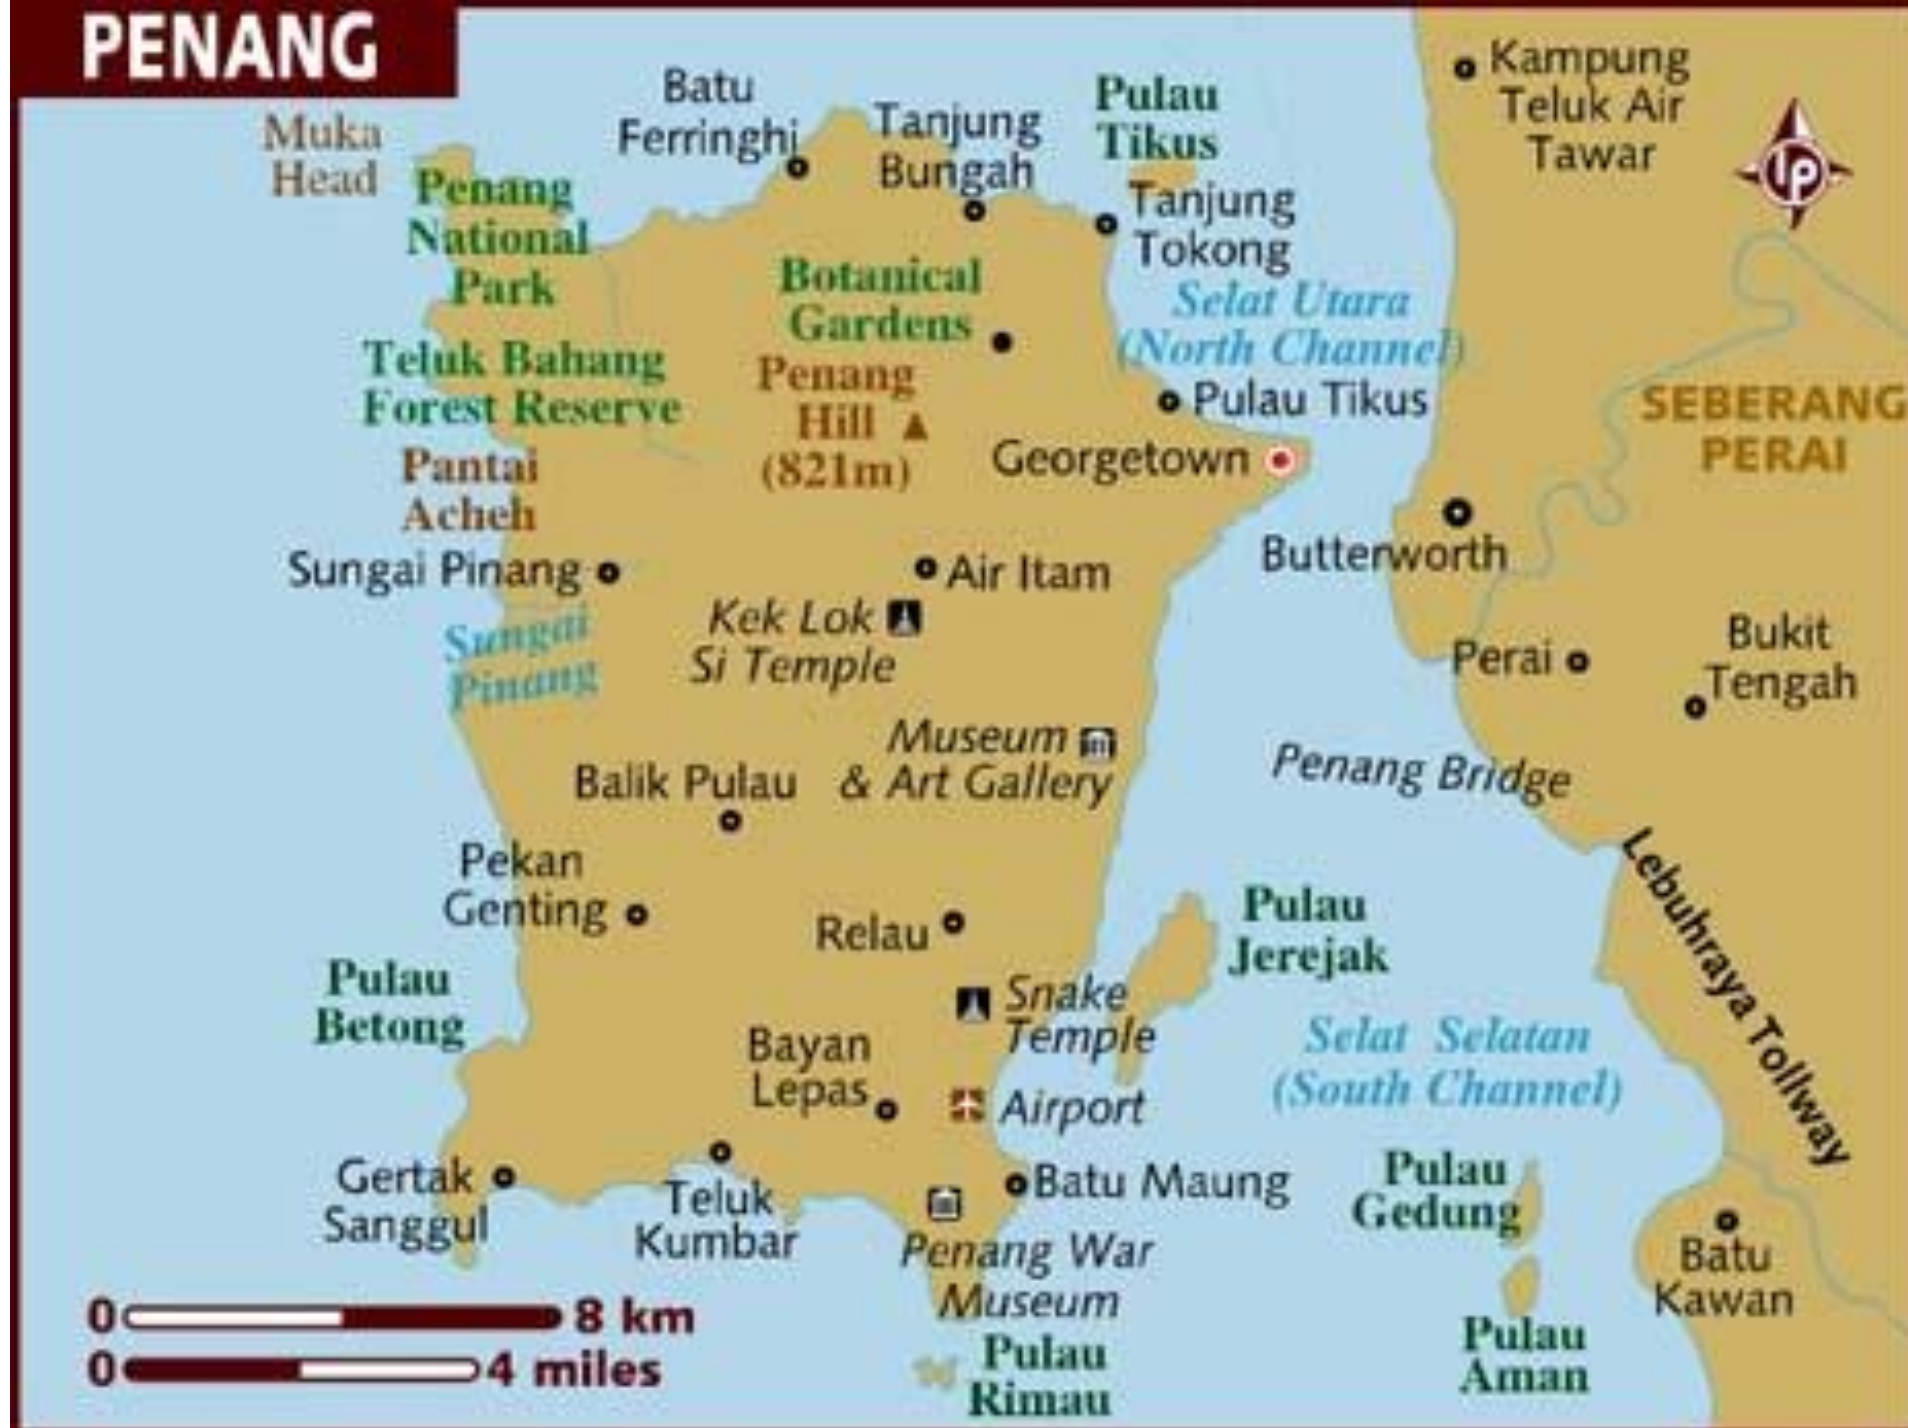 PENANG
Muka
Head
Batu
Ferringhi
Tanjung
Bungah
Pulau
Tikus
Kampung
Teluk Air
Tawar
lp
Penang
National
Park
Tanjung
Tokong
Botanical
Gardens
Selat Utara
(North Channel)
Teluk Bahang
Forest Reserve
Penang
Hill
(821m)
Pulau Tikus
SEBERANG
PERAI
Pantai
Acheh
Georgetown
Butterworth
Sungai Pinang
Air Itam
Sungai
Pinang
Kek Lok
Si Temple
Perai
Bukit
Tengah
Museum
& Art Gallery
Penang Bridge
Balik Pulau
Pekan
Genting
Relau
Pulau
Jerejak
Lebuhraya Tollway
Pulau
Betong
Snake
Temple
Selat Selatan
(South Channel)
Bayan
Lepas
Airport
Gertak
Sanggul
Teluk
Kumbar
Batu Maung
Pulau
Gedung
Penang War
Museum
Batu
Kawan
0 8 km
0 4 miles
Pulau
Rimau
Pulau
Aman